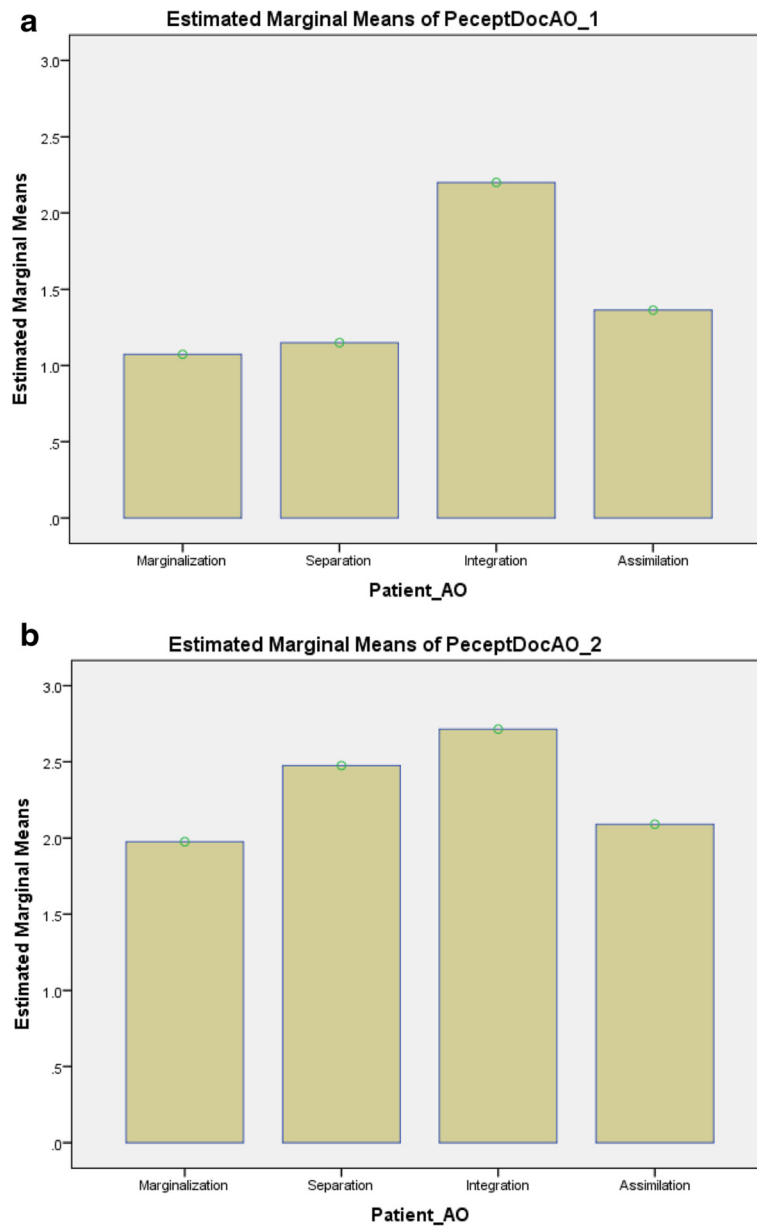 a
Estimated Marginal Means of PeceptDocAO_1
Estimated Marginal Means
3.0
2.5
2.0
1.5
1.0
.5
.0
Marginalization Separation Integration Assimilation
Patient_AO
b
Estimated Marginal Means of PeceptDocAO_2
Estimated Marginal Means
3.0
2.5
2.0
1.5
1.0
.5
.0
Marginalization Separation Integration Assimilation
Patient_AO